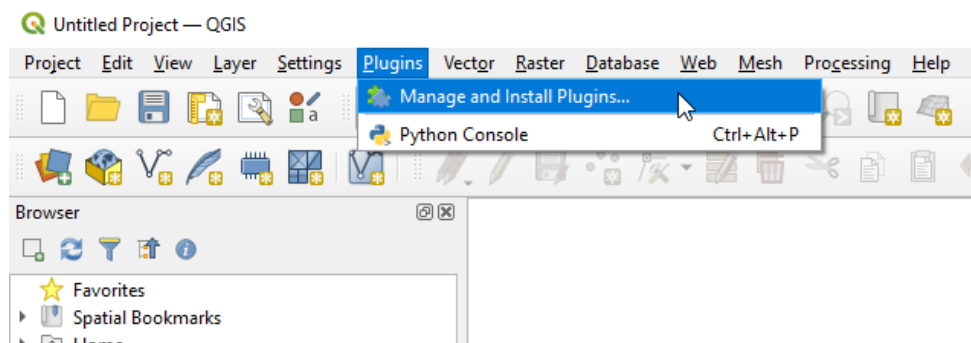 Untitled Project — QGIS
Project Edit View Layer Settings Plugins Vector Raster Database Web Mesh Processing Help
Manage and Install Plugins...
a
Python Console Ctrl+Alt+P
Browser
Favorites
Spatial Bookmarks